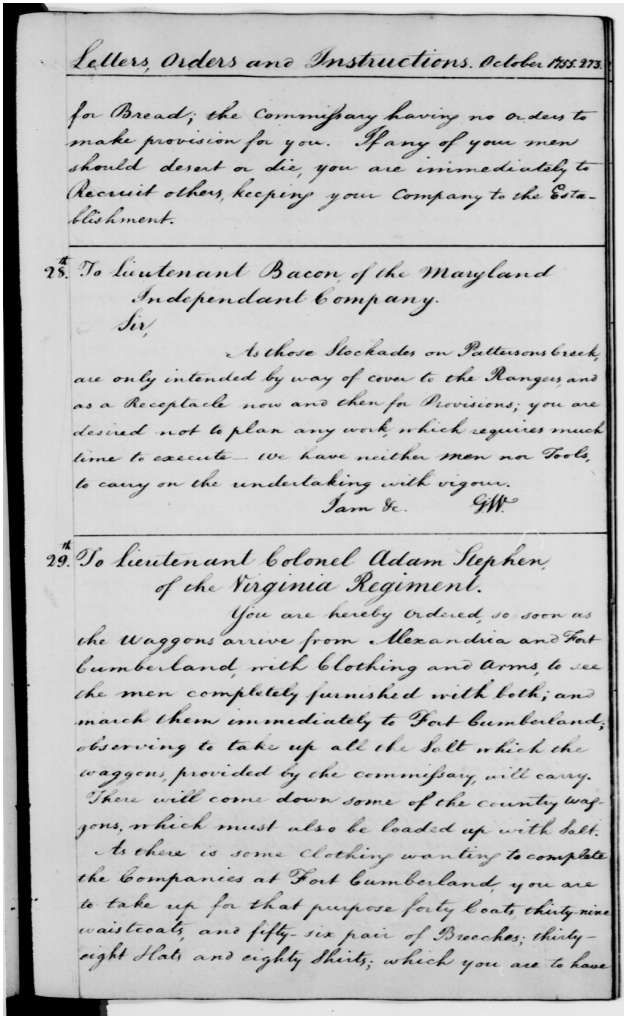 Letters, Orders and Instructions. October 1755. 273.
for Bread; the Commissary having no orders to
make provision for you. If any of your men
should desert or die, you are immediately to
Recruit others, keeping your Company to the Esta-
blishment.
28th. To Lieutenant Bacon, of the Maryland
Independant Company.
Sir,
As those Stockades on Pattersons Creek,
are only intended by way of cover to the Rangers, and
as a Receptacle now and then for Provisions; you are
desired not to plan any work, which requires much
time to execute - we have neither men nor Tools,
to carry on the undertaking with vigour.
I am &c. GW.
29th. To Lieutenant Colonel Adam Stephen,
of the Virginia Regiment.
You are hereby Ordered, so soon as
the Waggons arrive from Alexandria and Fort
Cumberland, with Clothing and Arms, to see
the men completely furnished with both; and
march them immediately to Fort Cumberland;
observing to take up all the Salt which the
waggons, provided by the commissary, will carry.
There will come down some of the country wag-
gons, which must also be loaded up with Salt.
As there is some Clothing wanting to complete
the Companies at Fort Cumberland, you are
to take up for that purpose forty Coats, thirty-nine
waistcoats, and fifty-six pair of Breeches; thirty-
eight Hats and eighty Shirts; which you are to have